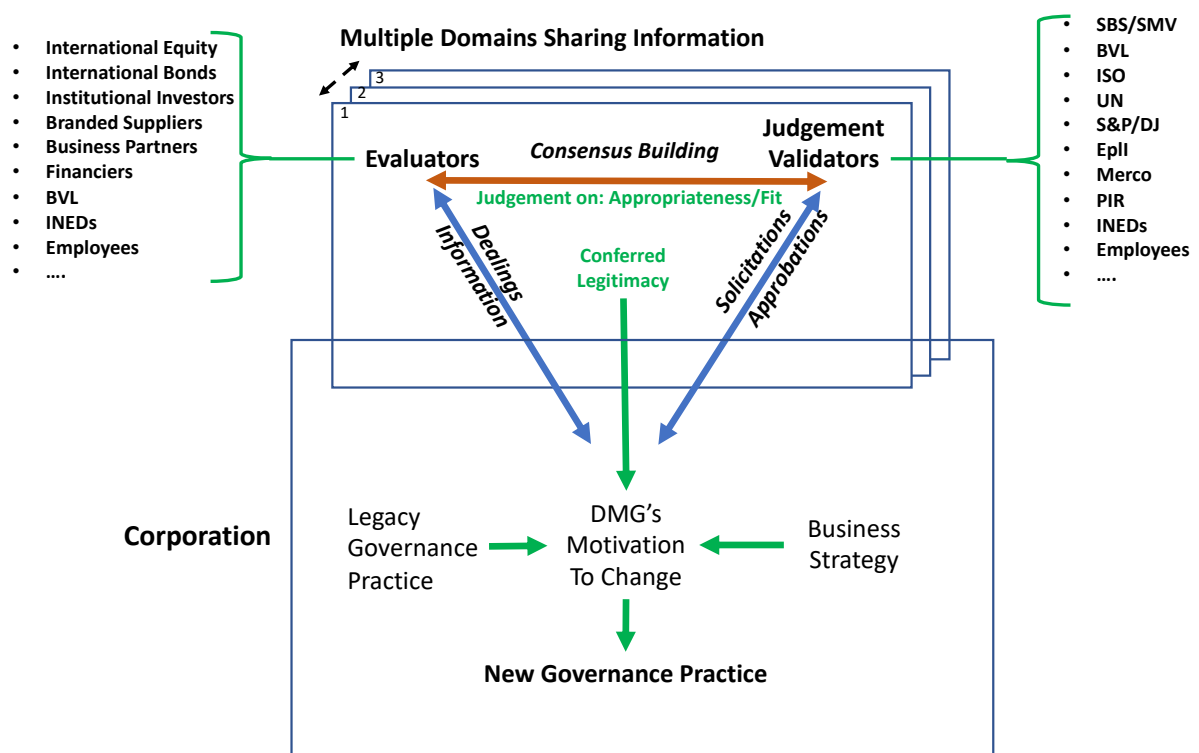 Multiple Domains Sharing Information
• International Equity
• International Bonds
• Institutional Investors
• Branded Suppliers
• Business Partners
• Financiers
• BVL
• INEDs
• Employees
• ….
3
2
1
Evaluators
Consensus Building
Judgement
Validators
Judgement on: Appropriateness/Fit
Dealings
Information
Conferred
Legitimacy
Solicitations
Approbations
• SBS/SMV
• BVL
• ISO
• UN
• S&P/DJ
• EpII
• Merco
• PIR
• INEDs
• Employees
• ….
Corporation
Legacy
Governance
Practice
DMG’s
Motivation
To Change
Business
Strategy
New Governance Practice